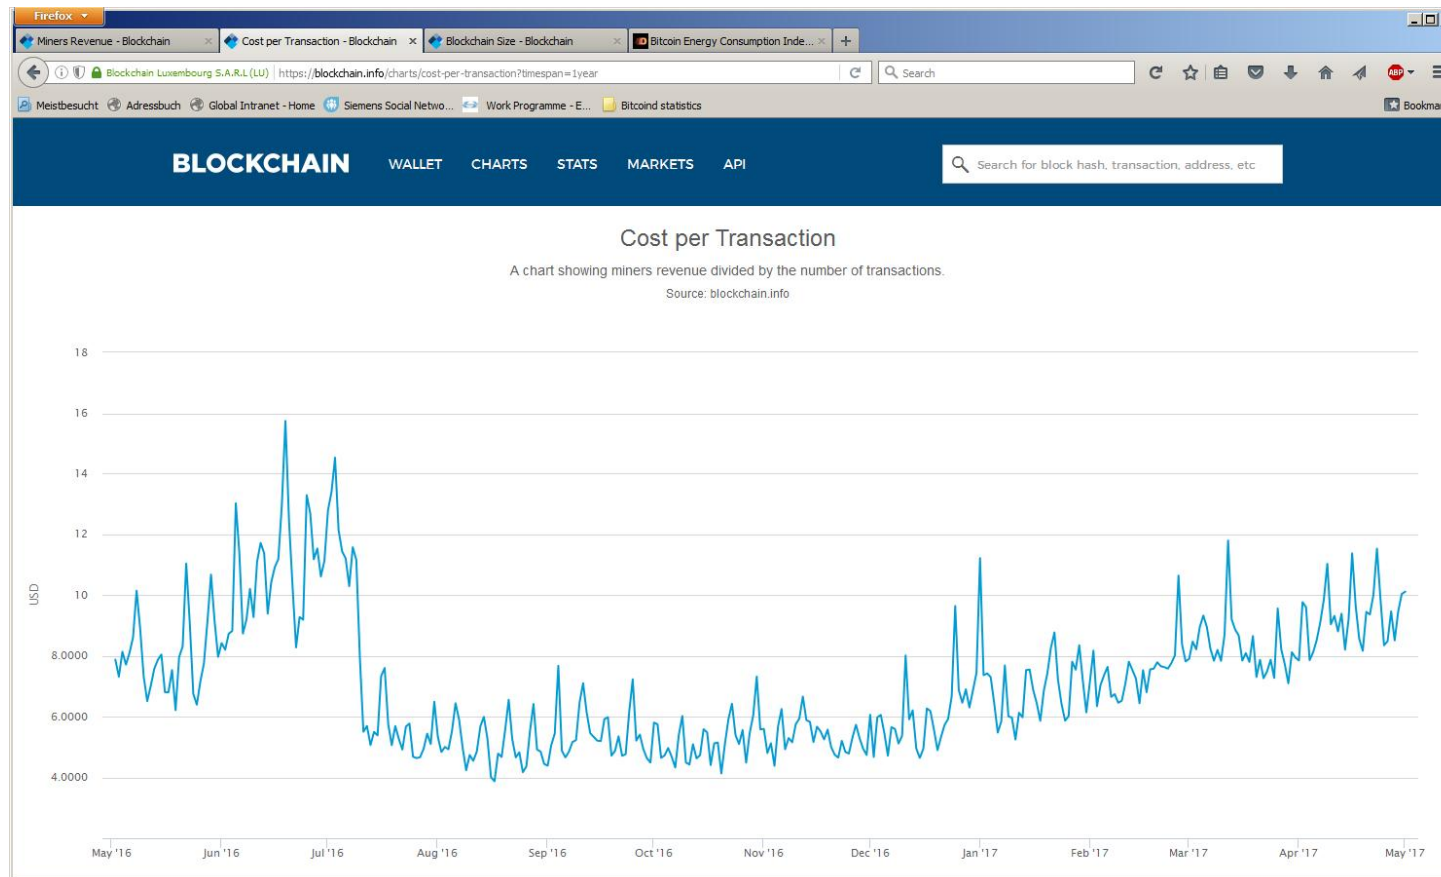 Firefox
Miners Revenue - Blockchain
Cost per Transaction - Blockchain
Blockchain Size - Blockchain
Bitcoin Energy Consumption Inde...
Blockchain Luxembourg S.A.R.L (LU)
https://blockchain.info/charts/cost-per-transaction?timespan=1year
Search
ABP
Meistbesucht
Adressbuch
Global Intranet - Home
Siemens Social Netwo...
Work Programme - E...
Bitcoind statistics
Bookma
BLOCKCHAIN
WALLET
CHARTS
STATS
MARKETS
API
Search for block hash, transaction, address, etc
Cost per Transaction
A chart showing miners revenue divided by the number of transactions.
Source: blockchain.info
18
16
14
12
10
8.0000
6.0000
4.0000
USD
May '16
Jun '16
Jul '16
Aug '16
Sep '16
Oct '16
Nov '16
Dec '16
Jan '17
Feb '17
Mar '17
Apr '17
May '17